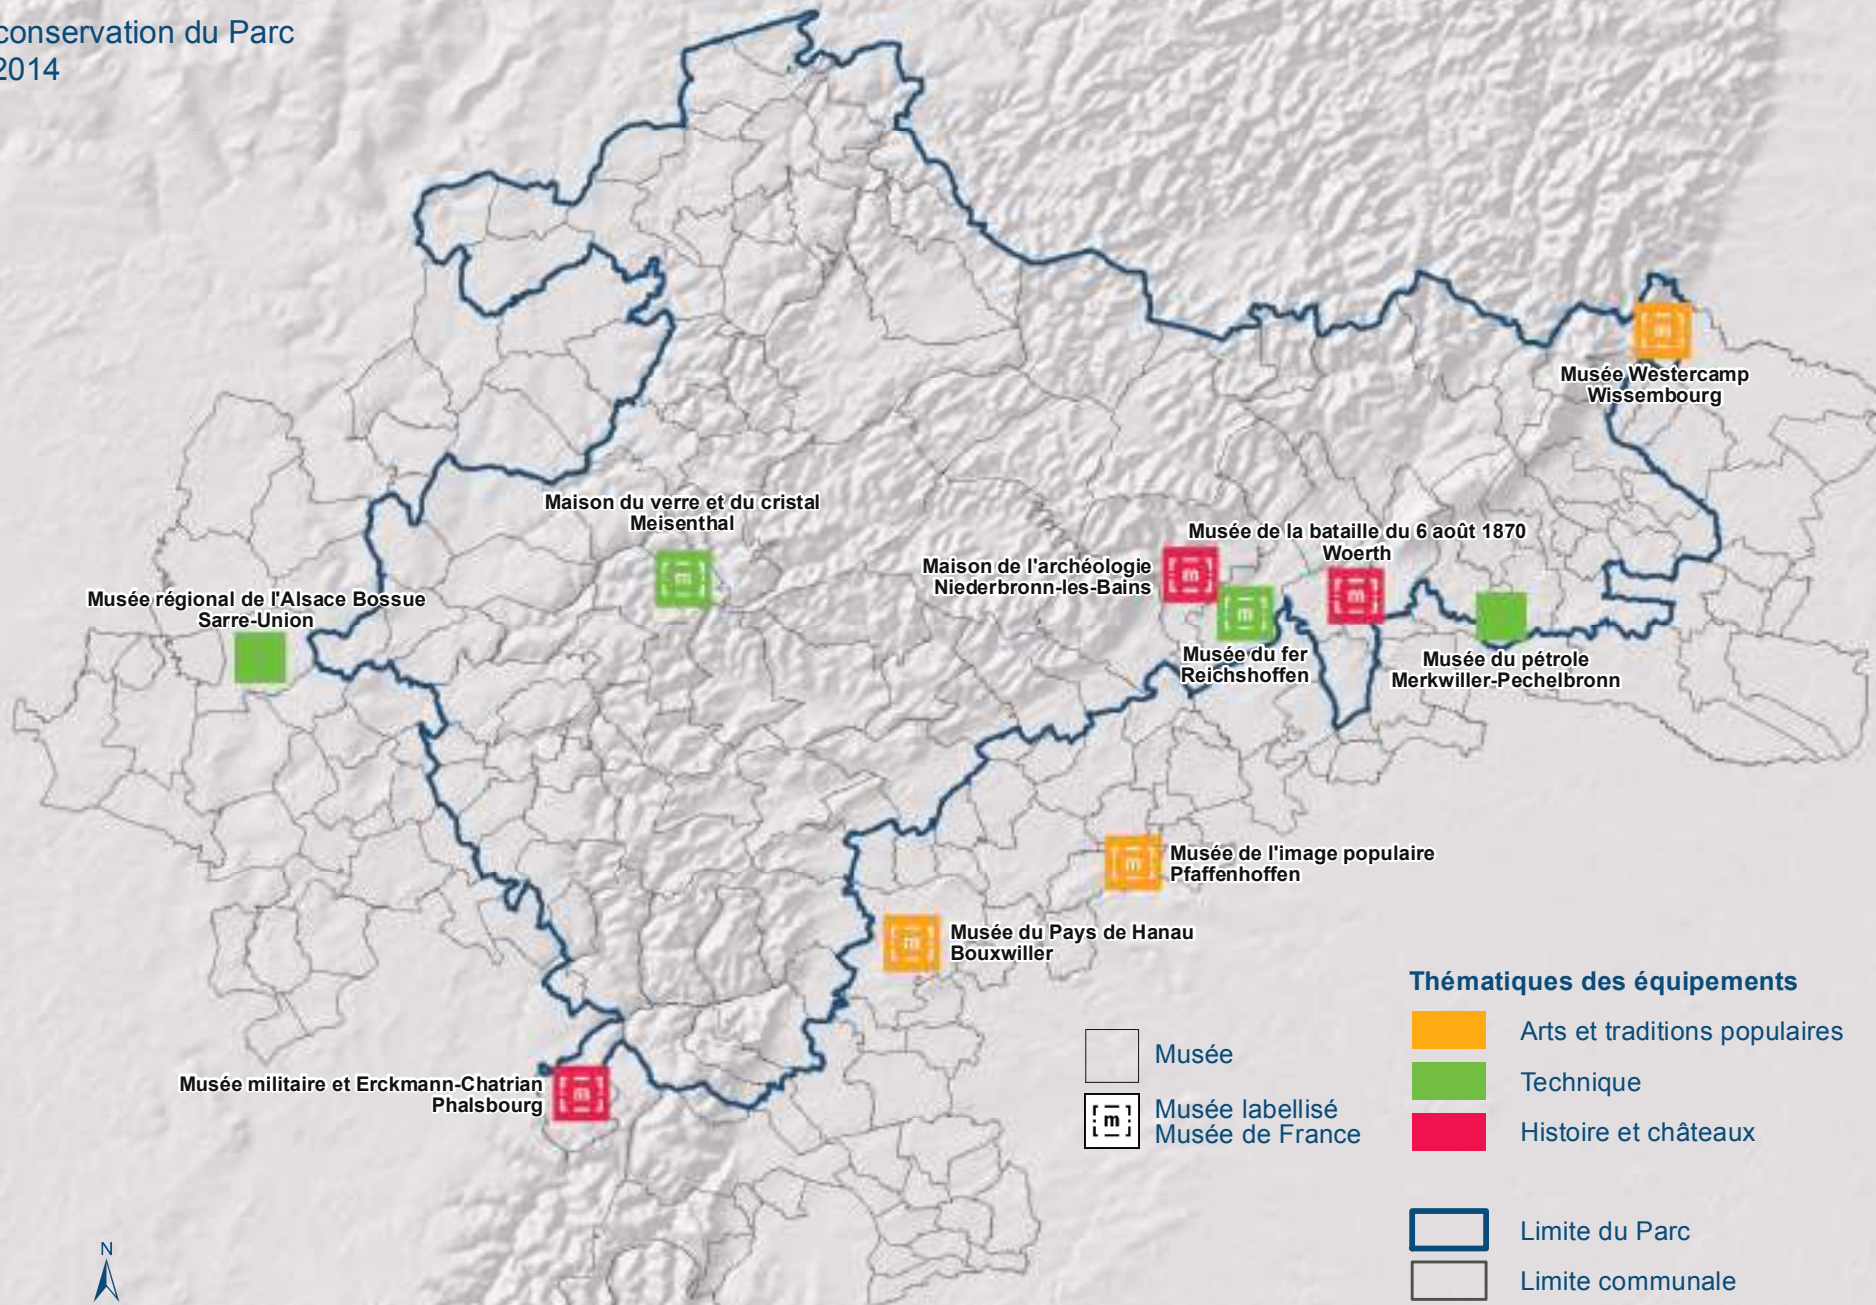 conservation du Parc
2014
Musée Westercamp
Wissembourg
Maison du verre et du cristal
Meisenthal
Musée de la bataille du 6 août 1870
Woerth
Maison de l'archéologie
Niederbronn-les-Bains
Musée régional de l'Alsace Bossue
Sarre-Union
Musée du fer
Reichshoffen
Musée du pétrole
Merkwiller-Pechelbronn
Musée de l'image populaire
Pfaffenhoffen
Musée du Pays de Hanau
Bouxwiller
Musée militaire et Erckmann-Chatrian
Phalsbourg
Musée
m
Musée labellisé
Musée de France
Thématiques des équipements
Arts et traditions populaires
Technique
Histoire et châteaux
Limite du Parc
Limite communale
N